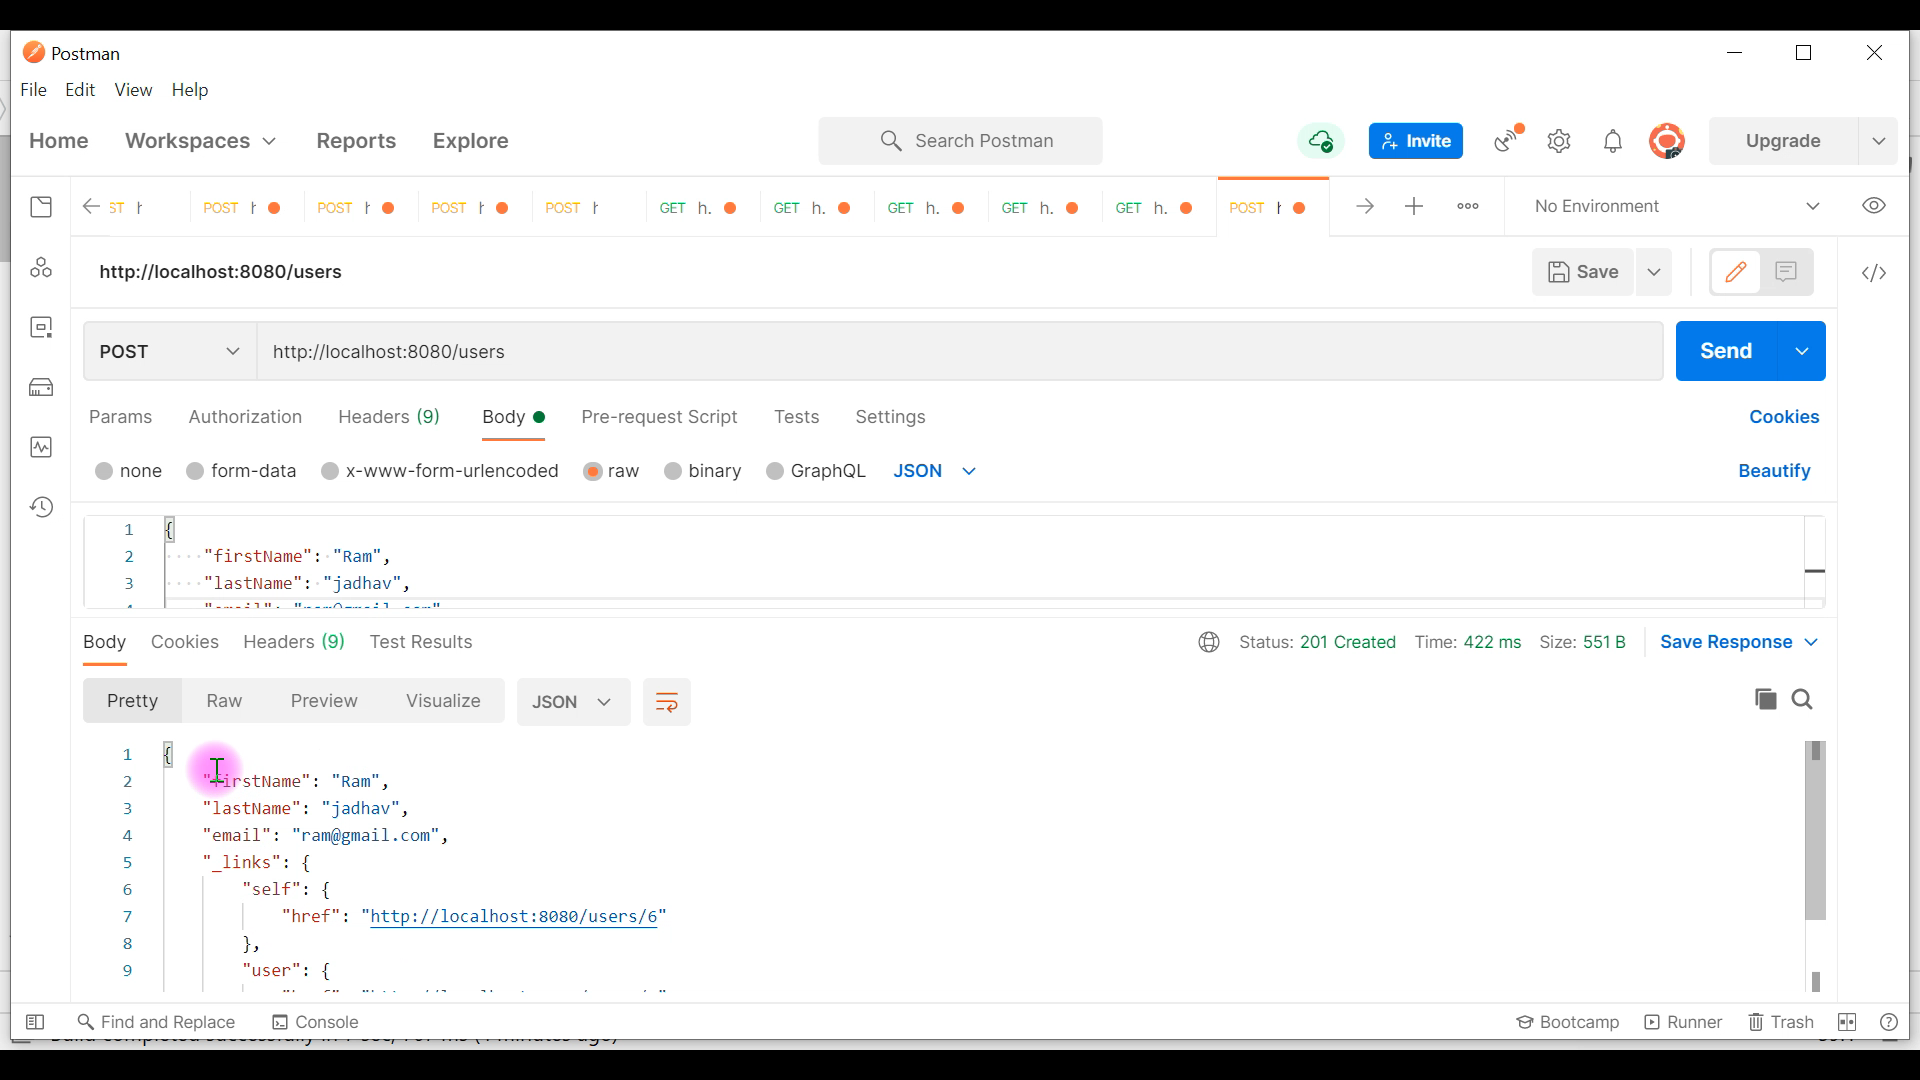 Postman
File Edit View Help
Home Workspaces Reports Explore Search Postman Invite Upgrade
ST h POST h POST h POST h POST h GET h. GET h. GET h. GET h. GET h. POST h No Environment
http://localhost:8080/users Save
POST http://localhost:8080/users Send
Params Authorization Headers (9) Body Pre-request Script Tests Settings Cookies
none form-data x-www-form-urlencoded raw binary GraphQL JSON Beautify
1 {
2 "firstName": "Ram",
3 "lastName": "jadhav",
4 "email": "ram@gmail.com"
Body Cookies Headers (9) Test Results Status: 201 Created Time: 422 ms Size: 551 B Save Response
Pretty Raw Preview Visualize JSON
1 {
2 "firstName": "Ram",
3 "lastName": "jadhav",
4 "email": "ram@gmail.com",
5 "_links": {
6 "self": {
7 "href": "http://localhost:8080/users/6"
8 },
9 "user": {
Find and Replace Console Bootcamp Runner Trash